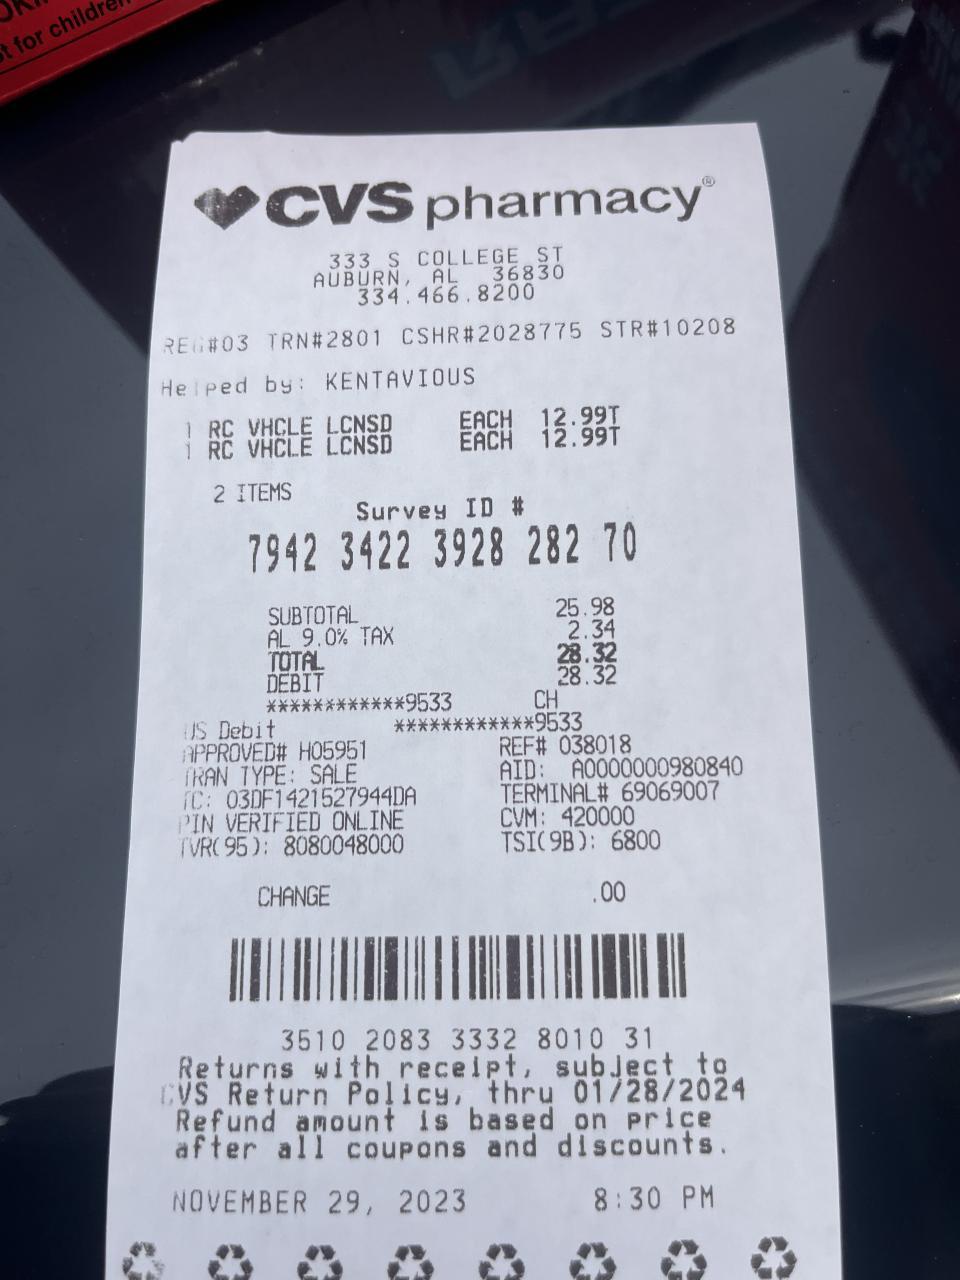 t for children
CVS pharmacy®
333 S COLLEGE ST
AUBURN, AL 36830
334.466.8200
REG#03 TRN#2801 CSHR#2028775 STR#10208
Helped by: KENTAVIOUS
1 RC VHCLE LCNSD EACH 12.99T
1 RC VHCLE LCNSD EACH 12.99T
2 ITEMS
Survey ID #
7942 3422 3928 282 70
SUBTOTAL 25.98
AL 9.0% TAX 2.34
TOTAL 28.32
DEBIT 28.32
************9533 CH
US Debit ************9533
APPROVED# H05951 REF# 038018
TRAN TYPE: SALE AID: A0000000980840
TC: 03DF1421527944DA TERMINAL# 69069007
PIN VERIFIED ONLINE CVM: 420000
TVR(95): 8080048000 TSI(9B): 6800
CHANGE .00
3510 2083 3332 8010 31
Returns with receipt, subject to
CVS Return Policy, thru 01/28/2024
Refund amount is based on price
after all coupons and discounts.
NOVEMBER 29, 2023 8:30 PM